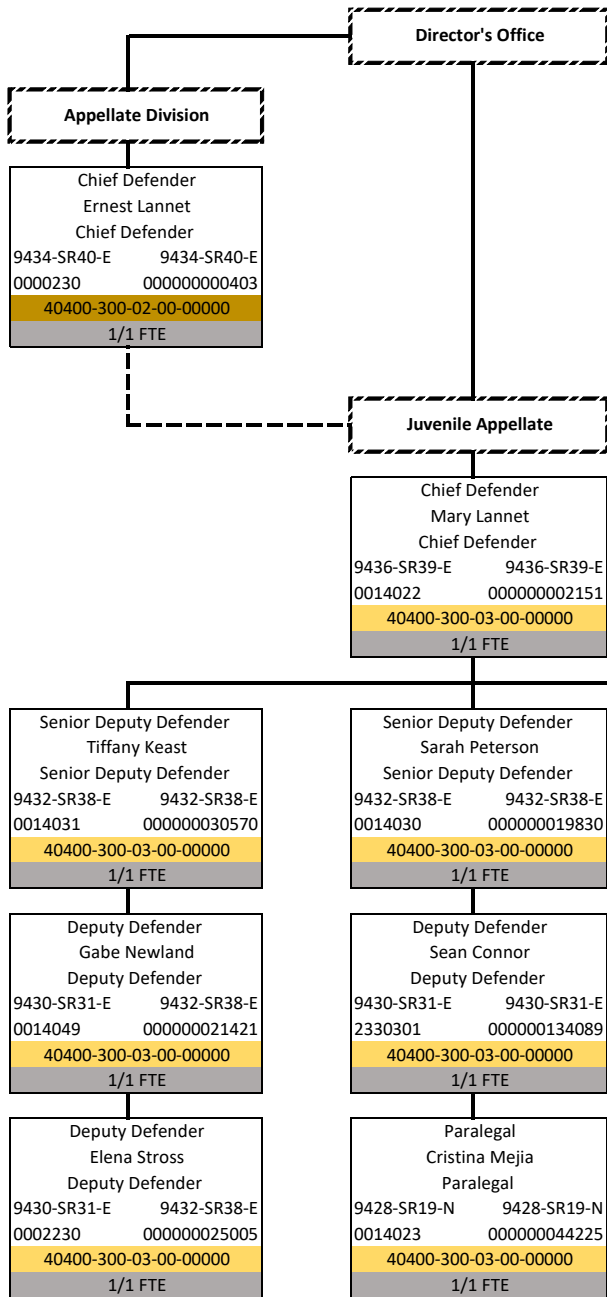 Director's Office
Appellate Division
Chief Defender
Ernest Lannet
Chief Defender
9434-SR40-E 9434-SR40-E
0000230 000000000403
40400-300-02-00-00000
1/1 FTE
Juvenile Appellate
Chief Defender
Mary Lannet
Chief Defender
9436-SR39-E 9436-SR39-E
0014022 000000002151
40400-300-03-00-00000
1/1 FTE
Senior Deputy Defender
Tiffany Keast
Senior Deputy Defender
9432-SR38-E 9432-SR38-E
0014031 000000030570
40400-300-03-00-00000
1/1 FTE
Deputy Defender
Gabe Newland
Deputy Defender
9430-SR31-E 9432-SR38-E
0014049 000000021421
40400-300-03-00-00000
1/1 FTE
Deputy Defender
Elena Stross
Deputy Defender
9430-SR31-E 9432-SR38-E
0002230 000000025005
40400-300-03-00-00000
1/1 FTE
Senior Deputy Defender
Sarah Peterson
Senior Deputy Defender
9432-SR38-E 9432-SR38-E
0014030 000000019830
40400-300-03-00-00000
1/1 FTE
Deputy Defender
Sean Connor
Deputy Defender
9430-SR31-E 9430-SR31-E
2330301 000000134089
40400-300-03-00-00000
1/1 FTE
Paralegal
Cristina Mejia
Paralegal
9428-SR19-N 9428-SR19-N
0014023 000000044225
40400-300-03-00-00000
1/1 FTE